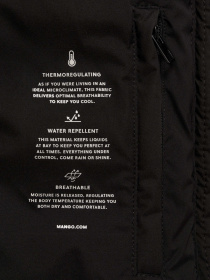 THERMOREGULATING
AS IF YOU WERE LIVING IN AN
IDEAL MICROCLIMATE. THIS FABRIC
DELIVERS OPTIMAL BREATHABILITY
TO KEEP YOU COOL.
WATER REPELLENT
THIS MATERIAL KEEPS LIQUIDS
AT BAY TO KEEP YOU PERFECT AT
ALL TIMES. EVERYTHING UNDER
CONTROL, COME RAIN OR SHINE.
BREATHABLE
MOISTURE IS RELEASED, REGULATING
THE BODY TEMPERATURE KEEPING YOU
BOTH DRY AND COMFORTABLE.
MANGO.COM